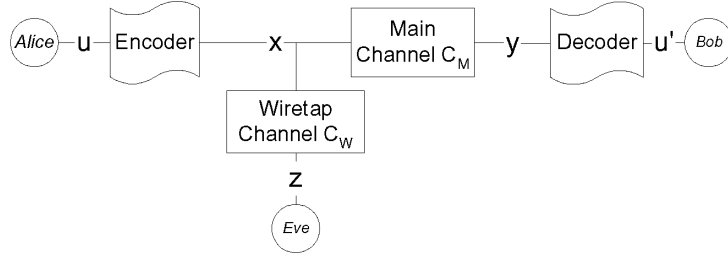 Alice u Encoder x Main Channel C_M y Decoder u' Bob
Wiretap
Channel C_W
z
Eve